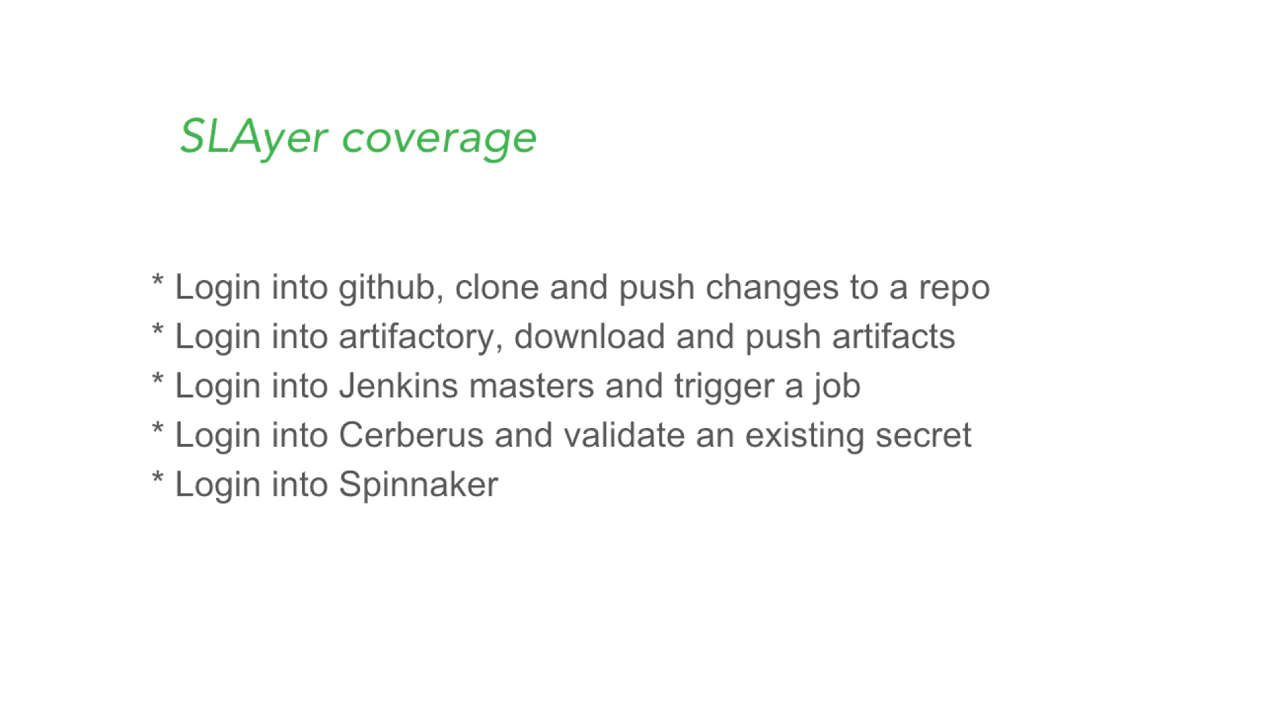 SLAyer coverage
* Login into github, clone and push changes to a repo
* Login into artifactory, download and push artifacts
* Login into Jenkins masters and trigger a job
* Login into Cerberus and validate an existing secret
* Login into Spinnaker